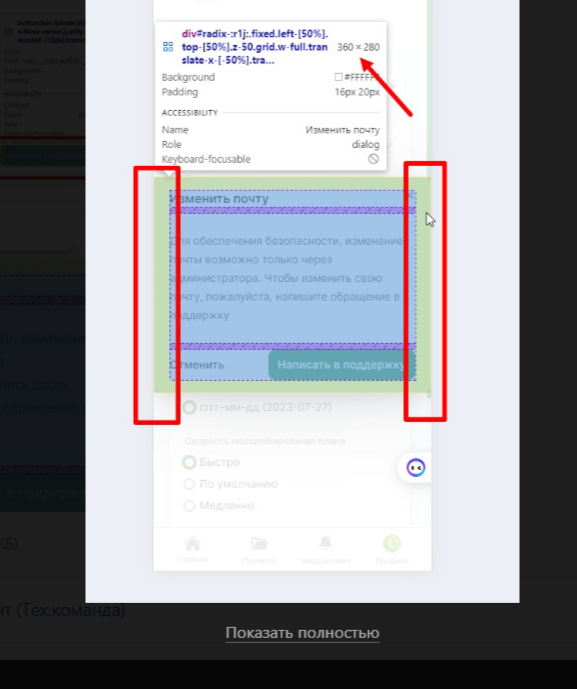 div#radix-:r1j:.fixed.left-[50%].
top-[50%].z-50.grid.w-full.tran
slate-x-[-50%].tra...
360 × 280
Background #FFFFFF
Padding 16px 20px
ACCESSIBILITY
Name Изменить почту
Role dialog
Keyboard-focusable
Изменить почту
Для обеспечения безопасности, изменение
почты возможно только через
администратора. Чтобы изменить свою
почту, пожалуйста, напишите обращение в
поддержку
Отменить Написать в поддержку
гггг-мм-дд (2023-07-27)
Скорость масштабирования плана
Быстро
По умолчанию
Медленно
Главная Проекты Уведомления Профиль
КБ)
нт (Тех.команда)
Показать полностью